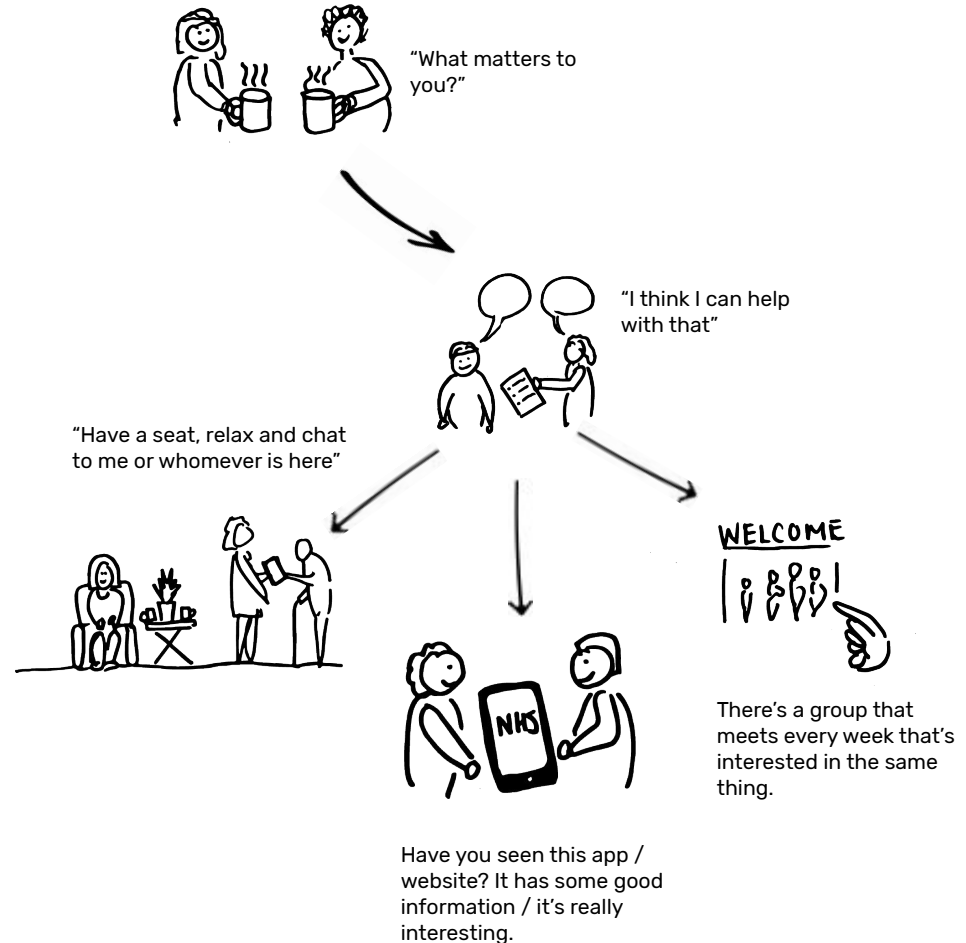 “What matters to
you?”
“I think I can help
with that”
“Have a seat, relax and chat
to me or whomever is here”
WELCOME
NHS
There’s a group that
meets every week that’s
interested in the same
thing.
Have you seen this app /
website? It has some good
information / it’s really
interesting.